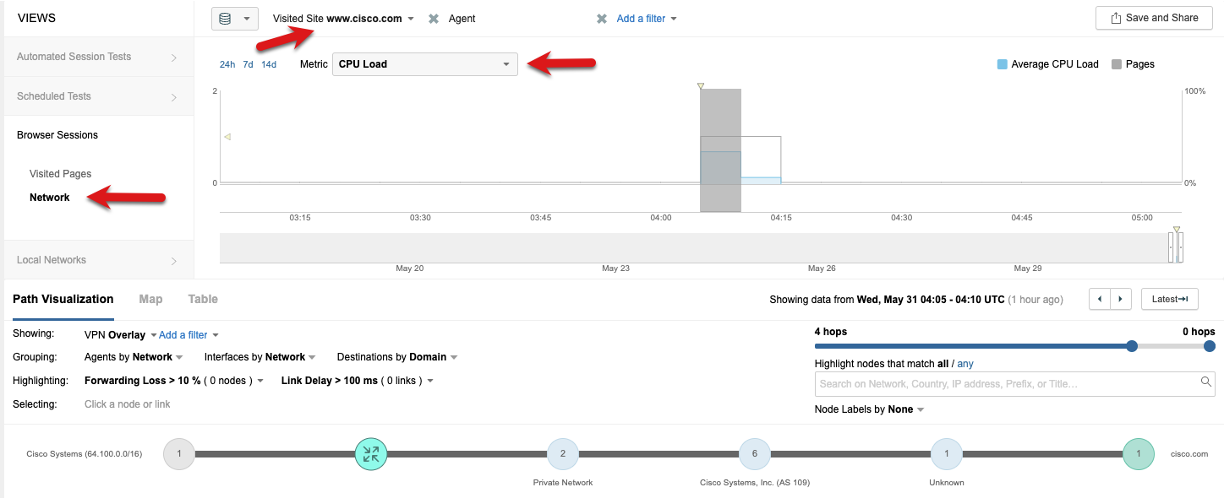 VIEWS
Visited Site www.cisco.com
Agent
Add a filter
Save and Share
Automated Session Tests
Scheduled Tests
Browser Sessions
Visited Pages
Network
Local Networks
24h 7d 14d
Metric CPU Load
Average CPU Load
Pages
2
100%
0
0%
03:15 03:30 03:45 04:00 04:15 04:30 04:45 05:00
May 20 May 23 May 26 May 29
Path Visualization Map Table
Showing data from Wed, May 31 04:05 - 04:10 UTC (1 hour ago)
Latest
Showing: VPN Overlay Add a filter
Grouping: Agents by Network Interfaces by Network Destinations by Domain
Highlighting: Forwarding Loss > 10 % ( 0 nodes ) Link Delay > 100 ms ( 0 links )
Selecting: Click a node or link
4 hops 0 hops
Highlight nodes that match all / any
Search on Network, Country, IP address, Prefix, or Title...
Node Labels by None
Cisco Systems (64.100.0.0/16) 1 2 6 1 1 cisco.com
Private Network Cisco Systems, Inc. (AS 109) Unknown